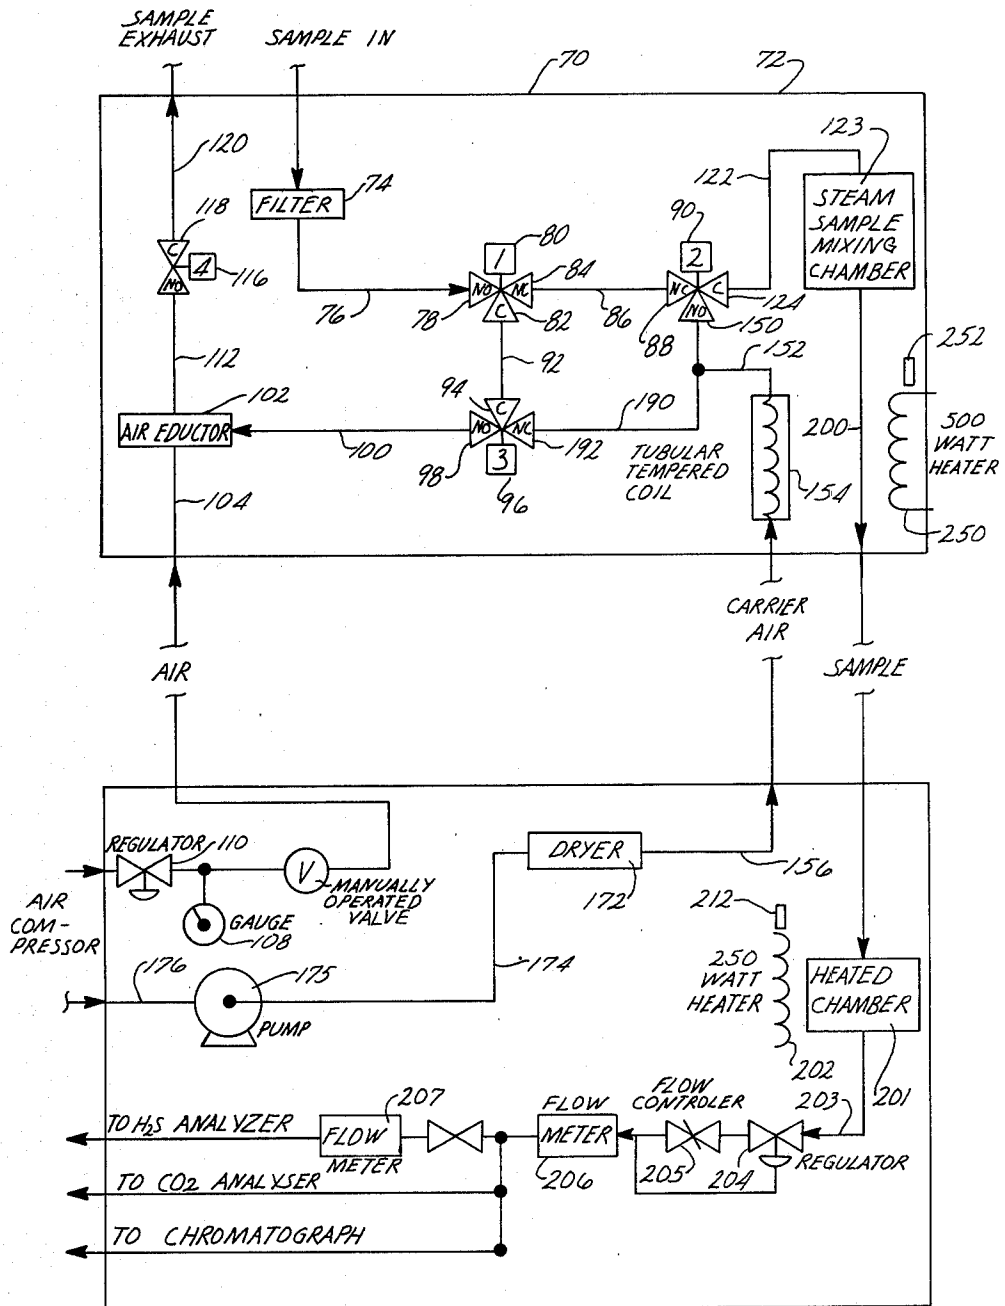 SAMPLE
EXHAUST
SAMPLE IN
70
72
120
123
122
74
FILTER
118
C
4
NO
116
90
2
80
1
84
NO
NC
C
78
82
76
86
NC
C
NO
88
124
150
STEAM
SAMPLE
MIXING
CHAMBER
112
92
152
252
102
AIR EDUCTOR
94
C
NO
NC
3
100
98
96
190
192
TUBULAR
TEMPERED
COIL
154
200
500
WATT
HEATER
250
104
AIR
CARRIER
AIR
SAMPLE
REGULATOR
110
V
MANUALLY
OPERATED
VALVE
GAUGE
108
AIR
COM-
PRESSOR
DRYER
172
156
176
175
PUMP
174
212
250
WATT
HEATER
202
HEATED
CHAMBER
201
203
FLOW
CONTROLER
205
204
REGULATOR
FLOW
METER
206
207
FLOW
METER
TO H2S ANALYZER
TO CO2 ANALYSER
TO CHROMATOGRAPH